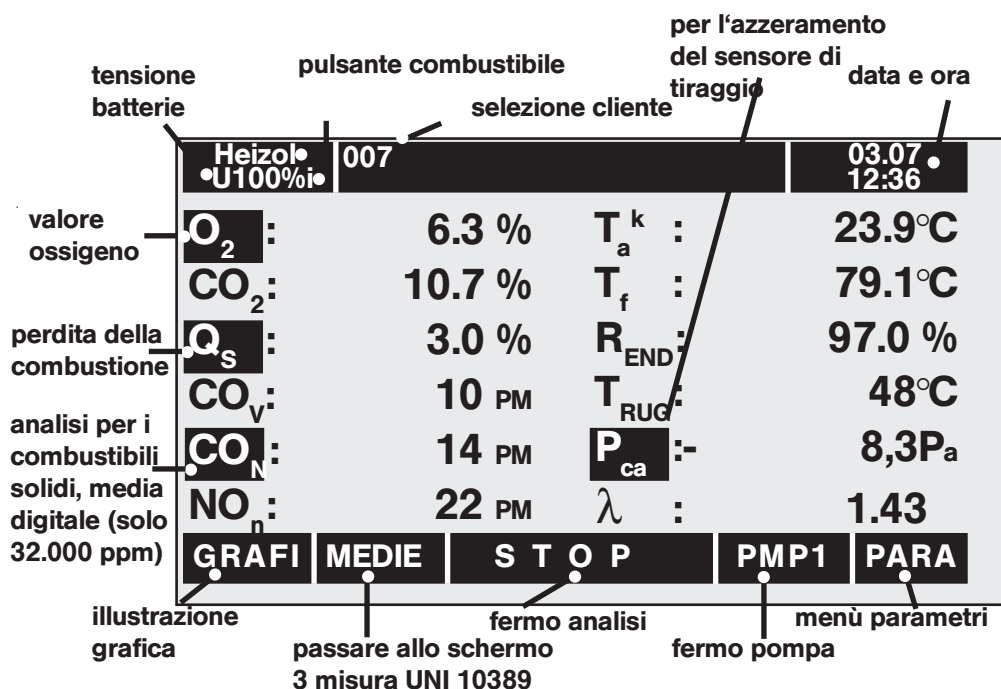 per l'azzeramento
del sensore di
tiraggio
tensione
batterie
pulsante combustibile
selezione cliente
data e ora
Heizol
U100%i
007
03.07
12:36
valore
ossigeno
O2 : 6.3 % Ta k : 23.9°C
CO2: 10.7 % Tf : 79.1°C
perdita della
combustione
QS : 3.0 % REND: 97.0 %
COV: 10 PM TRUG: 48°C
analisi per i
combustibili
solidi, media
digitale (solo
32.000 ppm)
CON : 14 PM Pca :- 8,3Pa
NOn: 22 PM λ : 1.43
GRAFI MEDIE S T O P PMP1 PARA
illustrazione
grafica
passare allo schermo
3 misura UNI 10389
fermo analisi
fermo pompa
menù parametri